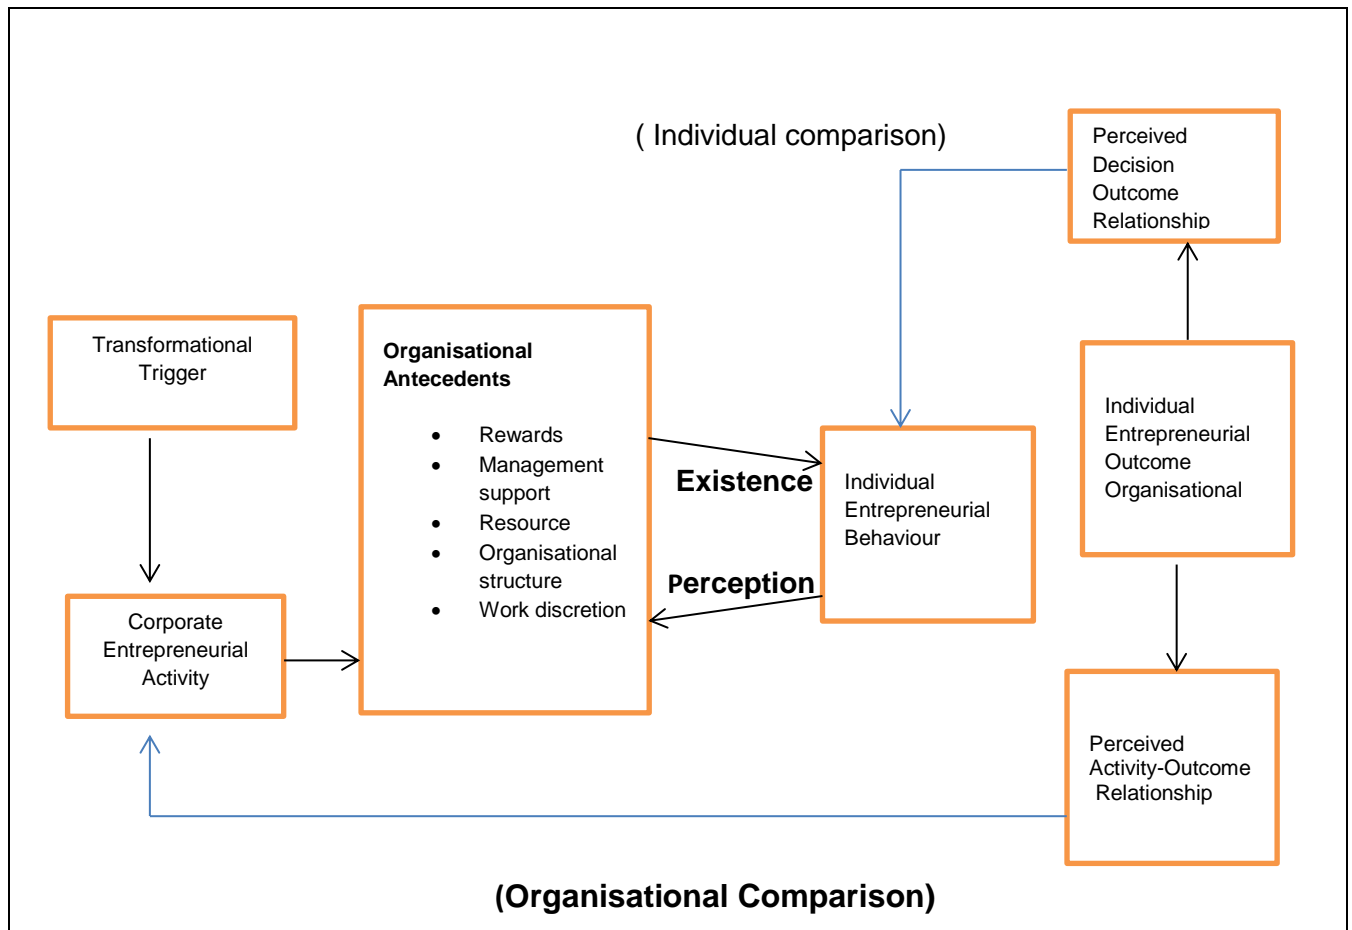 ( Individual comparison)
Perceived
Decision
Outcome
Relationship
Transformational
Trigger
Organisational
Antecedents
• Rewards
• Management
support
• Resource
• Organisational
structure
• Work discretion
Existence
Perception
Individual
Entrepreneurial
Behaviour
Individual
Entrepreneurial
Outcome
Organisational
Corporate
Entrepreneurial
Activity
Perceived
Activity-Outcome
Relationship
(Organisational Comparison)